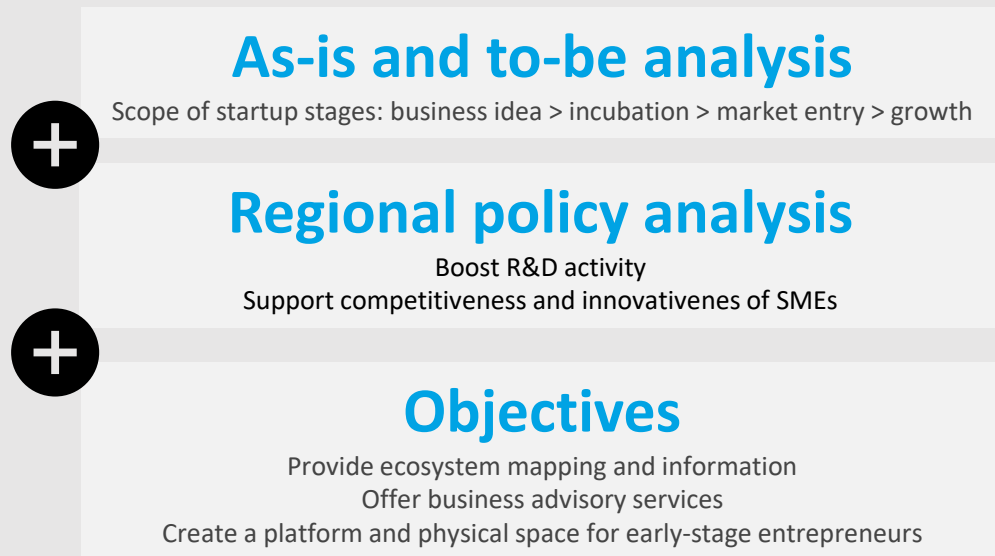 As-is and to-be analysis
Scope of startup stages: business idea > incubation > market entry > growth
Regional policy analysis
Boost R&D activity
Support competitiveness and innovativenes of SMEs
Objectives
Provide ecosystem mapping and information
Offer business advisory services
Create a platform and physical space for early-stage entrepreneurs